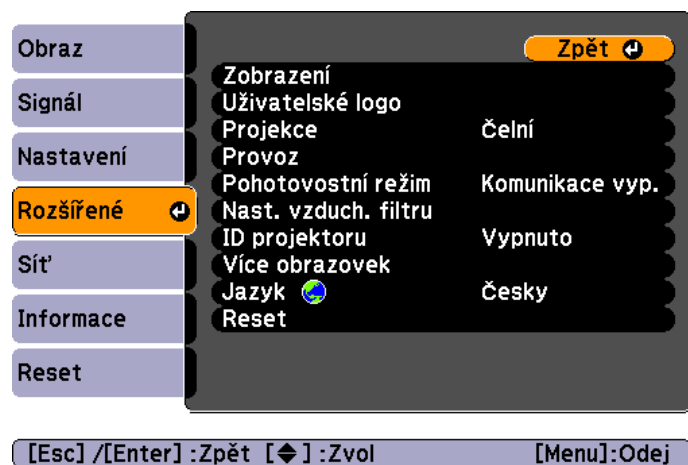 Obraz
Signál
Nastavení
Rozšířené
Síť
Informace
Reset
Zpět
Zobrazení
Uživatelské logo
Projekce Čelní
Provoz
Pohotovostní režim Komunikace vyp.
Nast. vzduch. filtru
ID projektoru Vypnuto
Více obrazovek
Jazyk Česky
Reset
[Esc] /[Enter] :Zpět [◆] :Zvol [Menu]:Odej